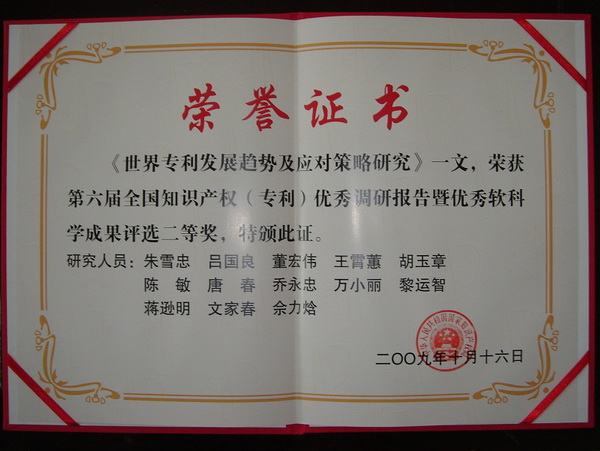 荣誉证书
《世界专利发展趋势及应对策略研究》一文，荣获
第六届全国知识产权（专利）优秀调研报告暨优秀软科
学成果评选二等奖，特颁此证。
研究人员：朱雪忠 吕国良 董宏伟 王霄蕙 胡玉章
陈敏 唐春 乔永忠 万小丽 黎运智
蒋逊明 文家春 佘力焓
二〇〇九年十月十六日